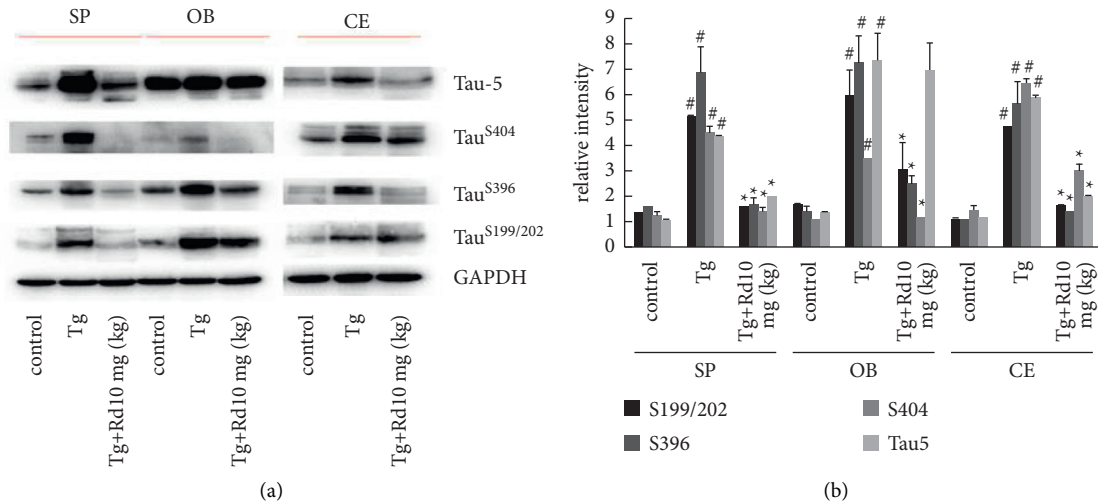 SP OB CE
Tau-5
Tau^S404
Tau^S396
Tau^S199/202
GAPDH
control Tg Tg+Rd10 mg (kg) control Tg Tg+Rd10 mg (kg) control Tg Tg+Rd10 mg (kg)
(a)
relative intensity
9
8
7
6
5
4
3
2
1
0
# # # # * * * * # # # # * * * # # # # * * * *
control Tg Tg+Rd10 mg (kg) control Tg Tg+Rd10 mg (kg) control Tg Tg+Rd10 mg (kg)
SP OB CE
S199/202 S404
S396 Tau5
(b)